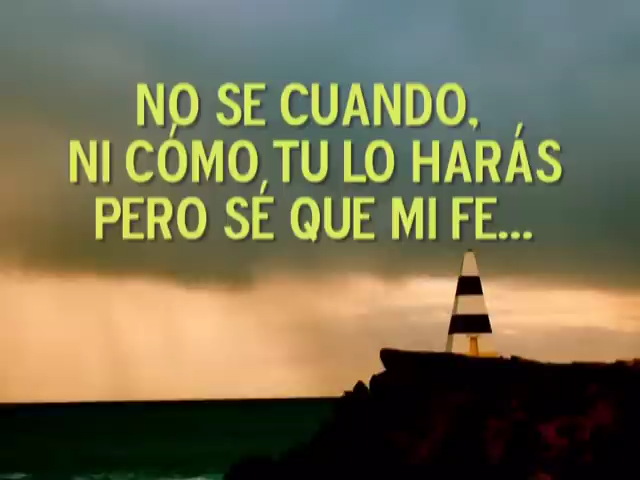 NO SE CUANDO,
NI CÓMO TU LO HARÁS
PERO SÉ QUE MI FE...